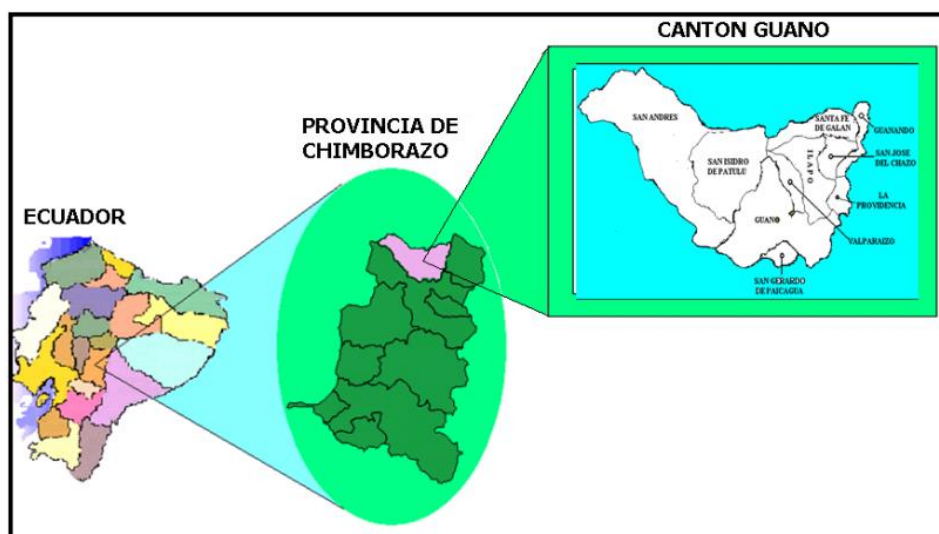 CANTON GUANO
PROVINCIA DE
CHIMBORAZO
ECUADOR
SAN ANDRES
SANTA FE
DE GALAN
GUANANDO
SAN ISIDRO
DE PATULU
ILAPO
SAN JOSE
DEL CHAZO
LA
PROVIDENCIA
GUANO
VALPARAIZO
SAN GERARDO
DE PAICAGUA